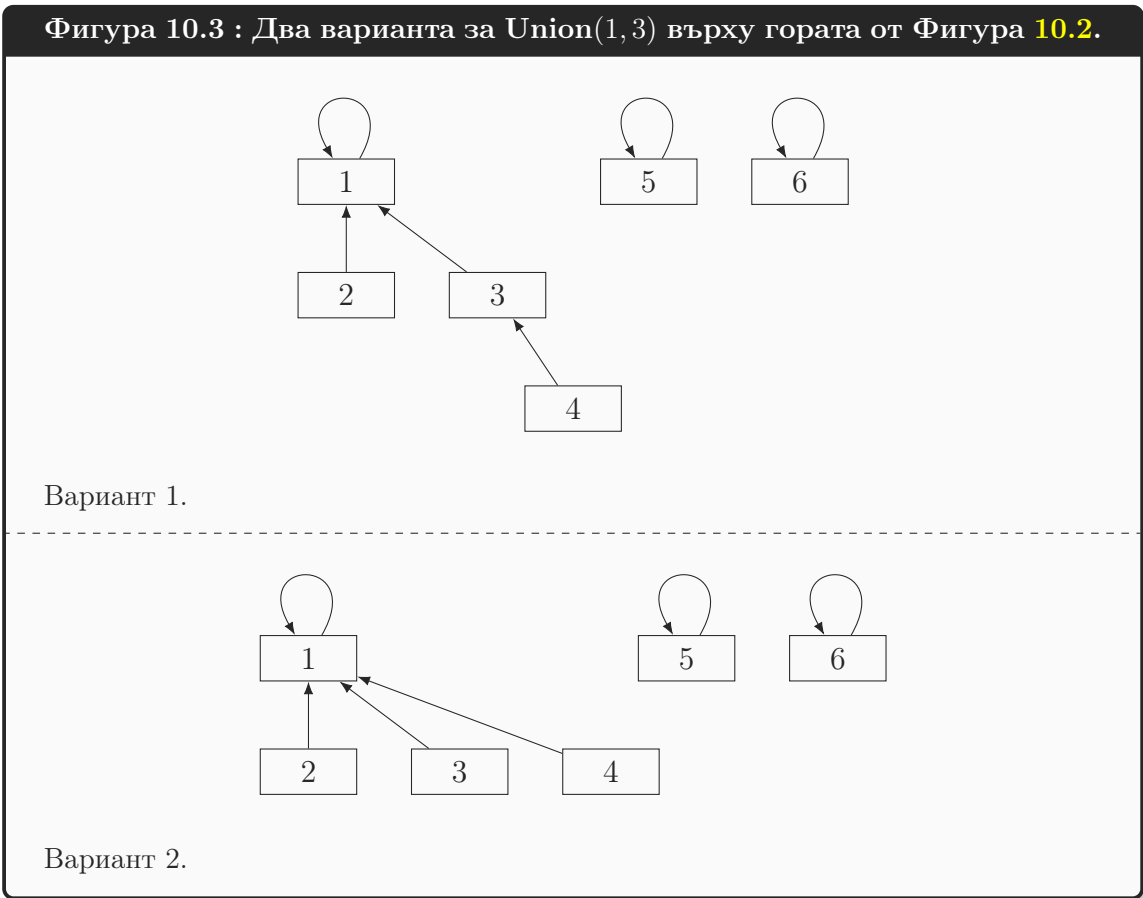 Фигура 10.3 : Два варианта за Union(1, 3) върху гората от Фигура 10.2.
1 5 6
2 3
4
Вариант 1.
1 5 6
2 3 4
Вариант 2.